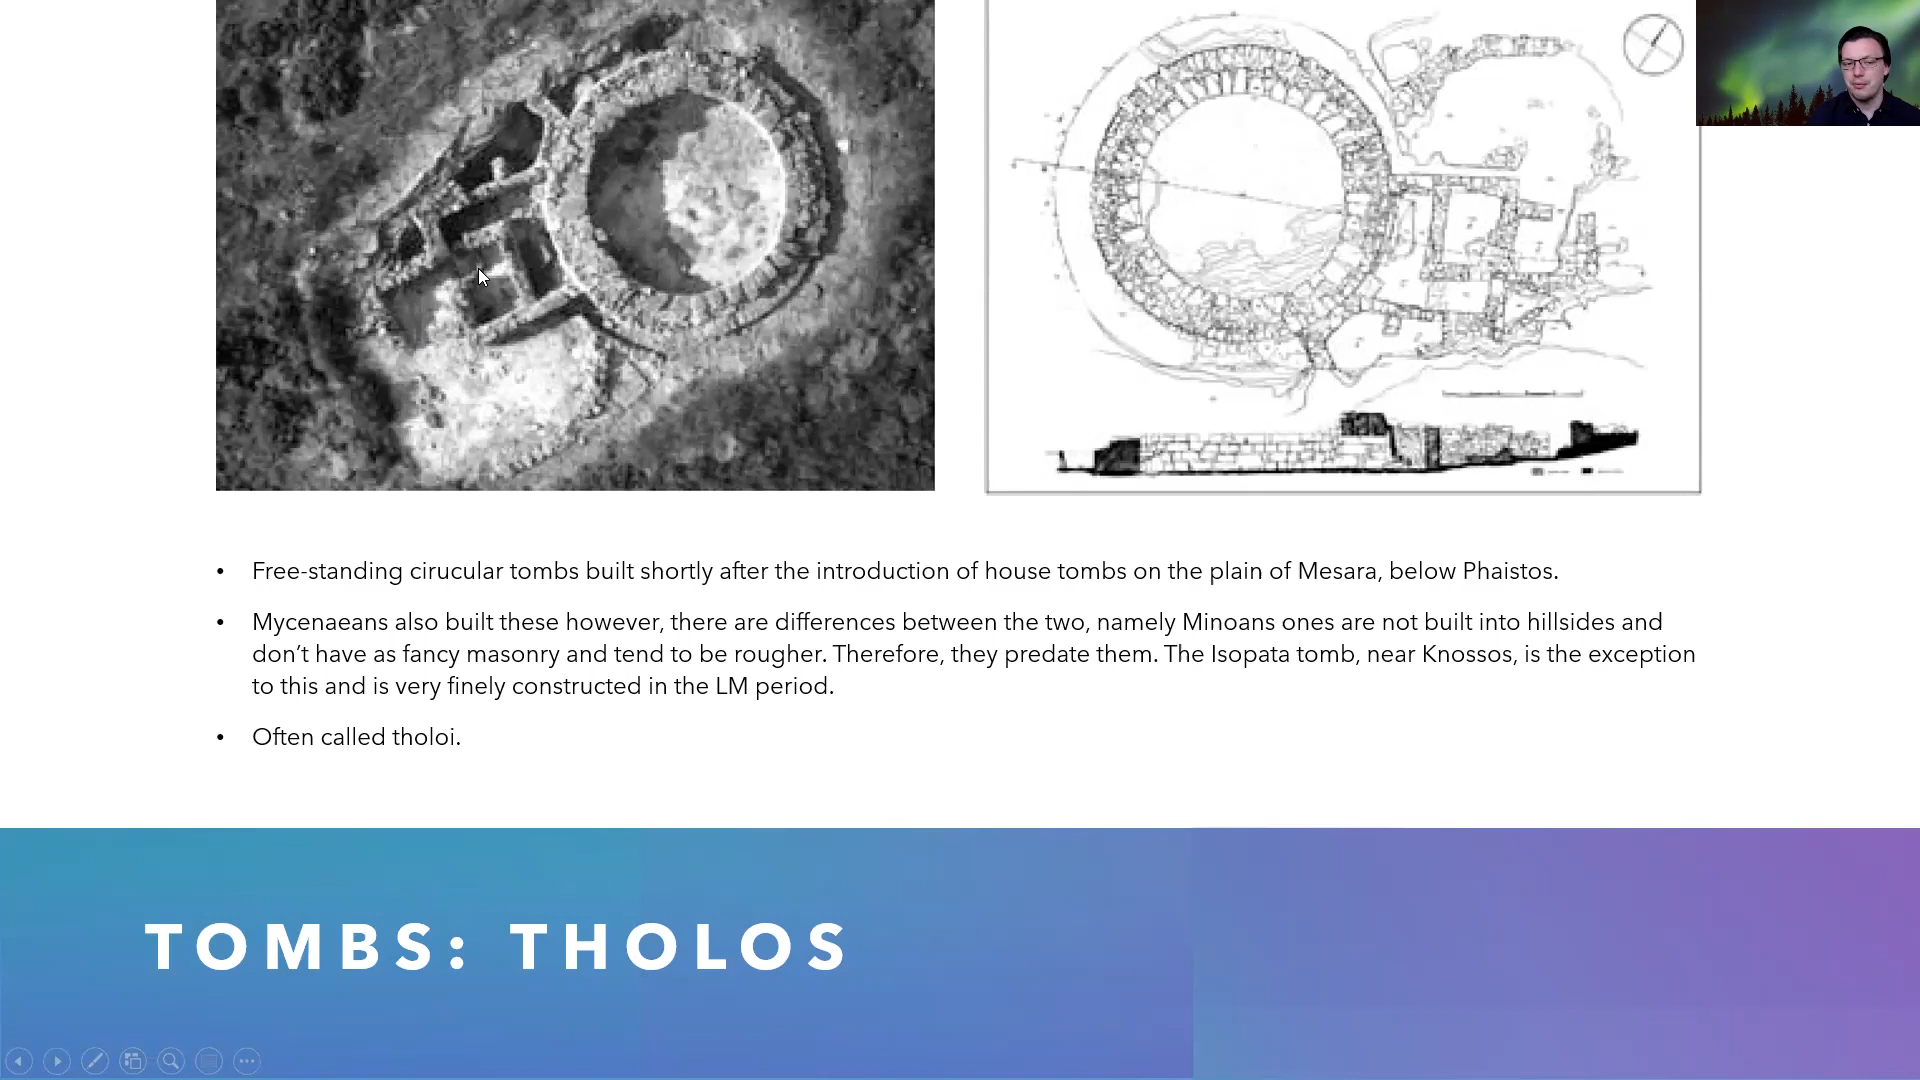 • Free-standing cirucular tombs built shortly after the introduction of house tombs on the plain of Mesara, below Phaistos.
• Mycenaeans also built these however, there are differences between the two, namely Minoans ones are not built into hillsides and
don’t have as fancy masonry and tend to be rougher. Therefore, they predate them. The Isopata tomb, near Knossos, is the exception
to this and is very finely constructed in the LM period.
• Often called tholoi.
TOMBS: THOLOS